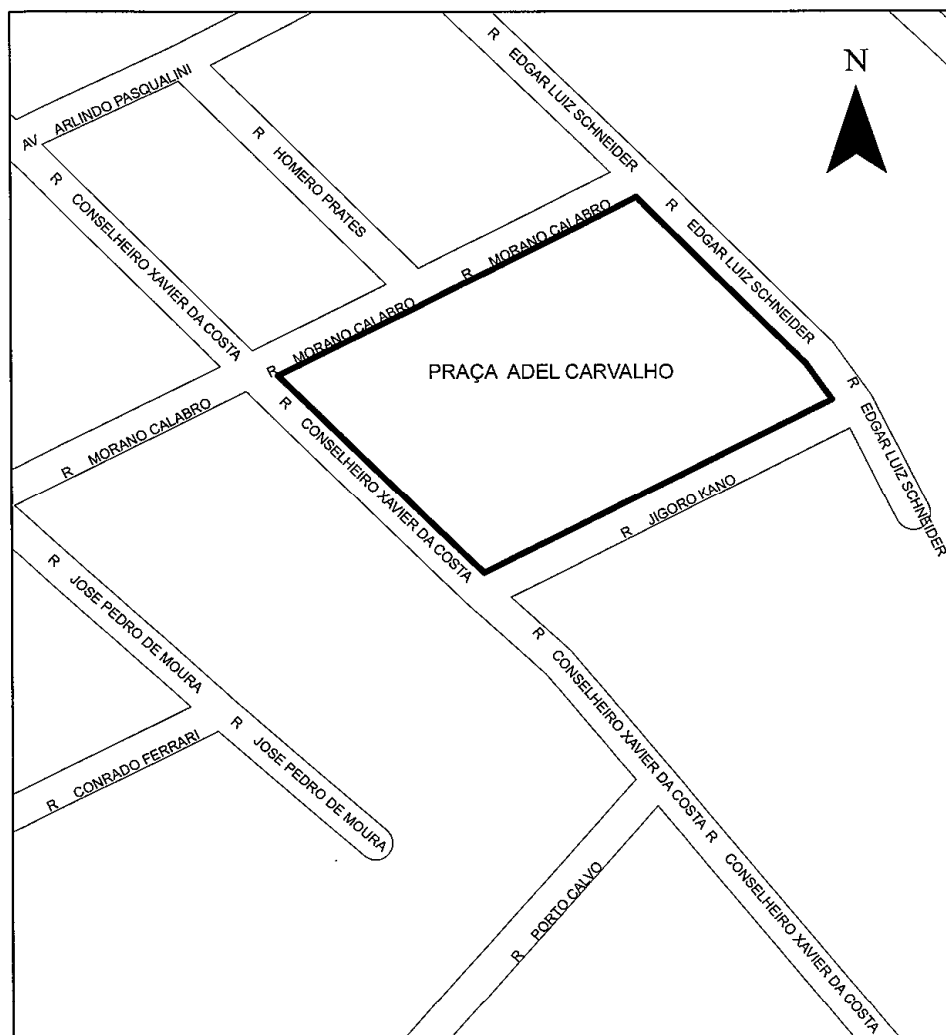 R EDGAR LUIZ SCHNEIDER
N
AV ARLINDO PASQUALINI
R HOMERO PRATES
R CONSELHEIRO XAVIER DA COSTA
R MORANO CALABRO
R EDGAR LUIZ SCHNEIDER
R MORANO CALABRO
PRAÇA ADEL CARVALHO
R EDGAR LUIZ SCHNEIDER
R MORANO CALABRO
R CONSELHEIRO XAVIER DA COSTA
R JIGORO KANO
R JOSE PEDRO DE MOURA
R CONSELHEIRO XAVIER DA COSTA
R CONRADO FERRARI
R JOSE PEDRO DE MOURA
R PORTO CALVO
R CONSELHEIRO XAVIER DA COSTA